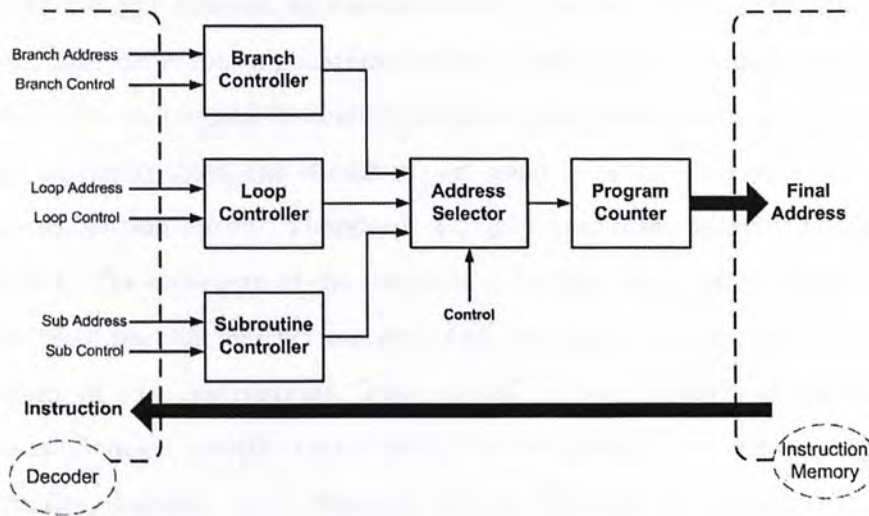 Branch Address
Branch Control
Branch
Controller
Loop Address
Loop Control
Loop
Controller
Address
Selector
Program
Counter
Final
Address
Control
Sub Address
Sub Control
Subroutine
Controller
Instruction
Decoder
Instruction
Memory